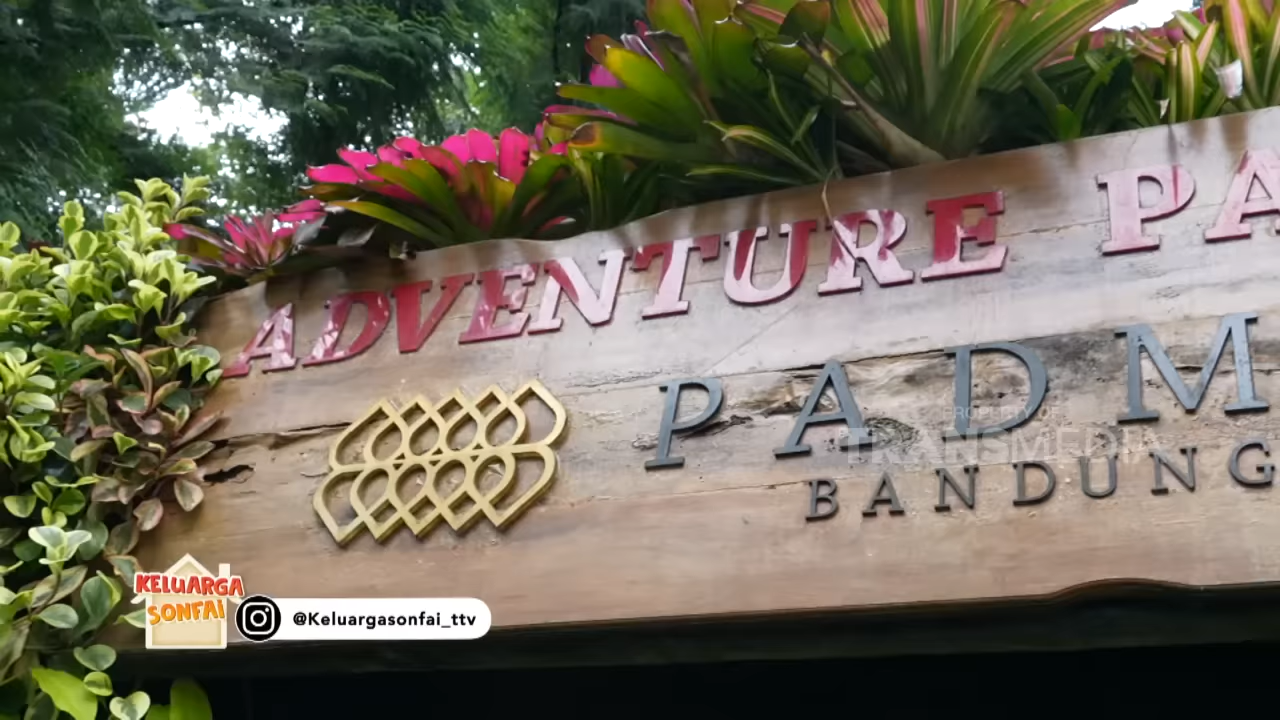 ADVENTURE PA
PADM
BANDUNG
PROPERTY OF
TRANSMEDIA
KELUARGA
SONFAI
@Keluargasonfai_ttv